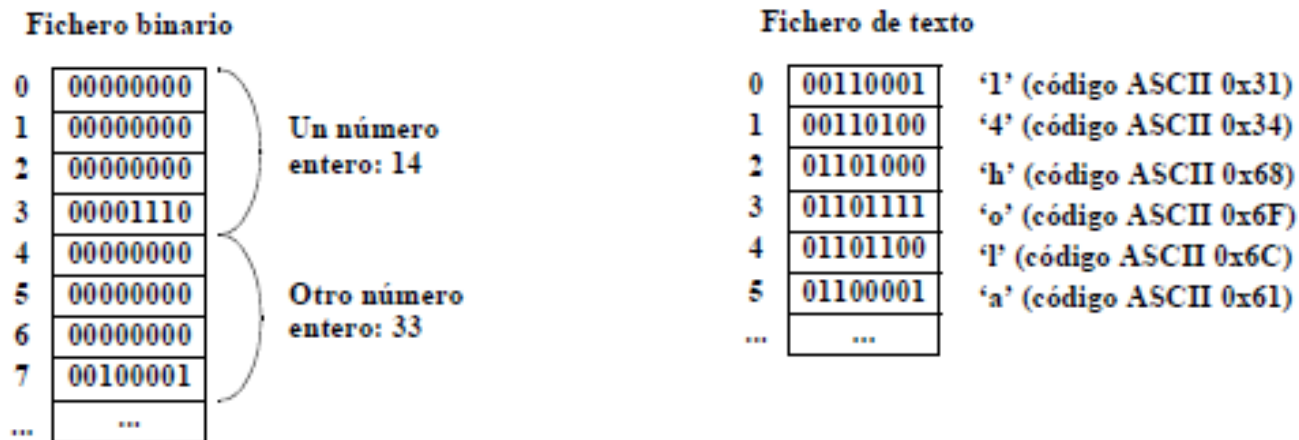 Fichero binario
0 00000000
1 00000000
2 00000000
3 00001110
4 00000000
5 00000000
6 00000000
7 00100001
... ...
Un número
entero: 14
Otro número
entero: 33
Fichero de texto
0 00110001 ‘1’ (código ASCII 0x31)
1 00110100 ‘4’ (código ASCII 0x34)
2 01101000 ‘h’ (código ASCII 0x68)
3 01101111 ‘o’ (código ASCII 0x6F)
4 01101100 ‘l’ (código ASCII 0x6C)
5 01100001 ‘a’ (código ASCII 0x61)
... ...